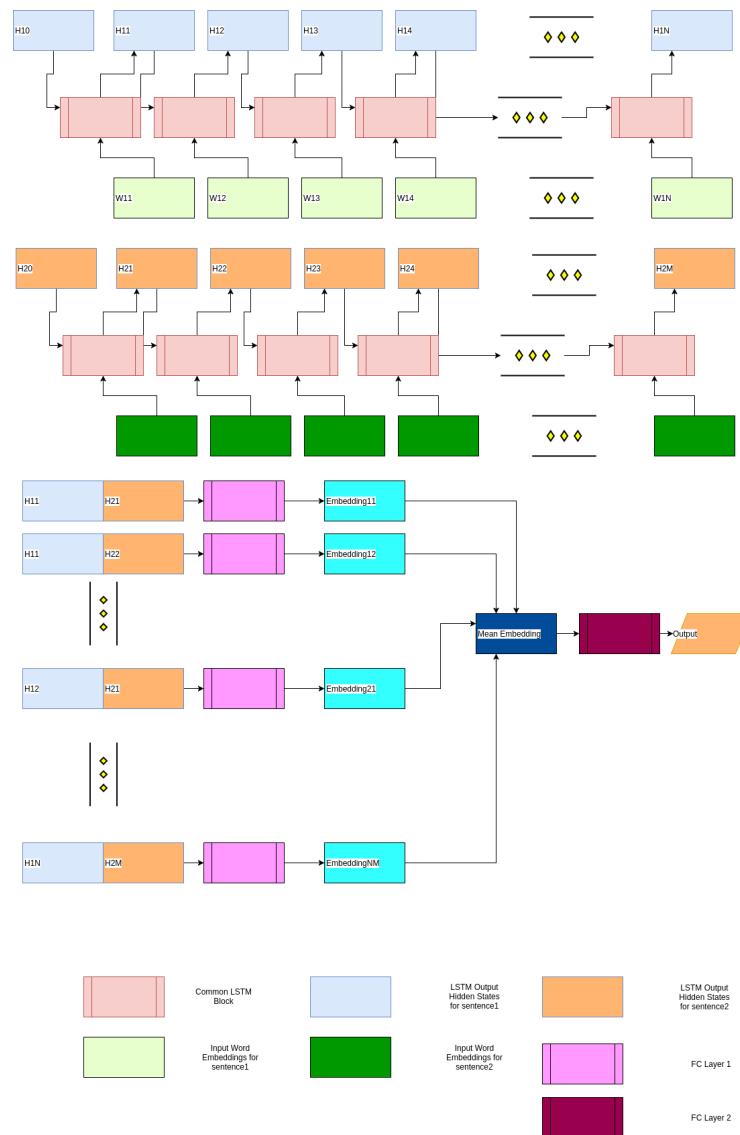 H10
H11
H12
H13
H14
H1N
W11
W12
W13
W14
W1N
H20
H21
H22
H23
H24
H2M
H11
H21
Embedding11
H11
H22
Embedding12
Mean Embedding
Output
H12
H21
Embedding21
H1N
H2M
EmbeddingNM
Common LSTM
Block
LSTM Output
Hidden States
for sentence1
LSTM Output
Hidden States
for sentence2
Input Word
Embeddings for
sentence1
Input Word
Embeddings for
sentence2
FC Layer 1
FC Layer 2